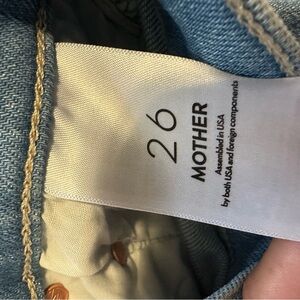 26
MOTHER
Assembled in USA
by both USA and foreign components